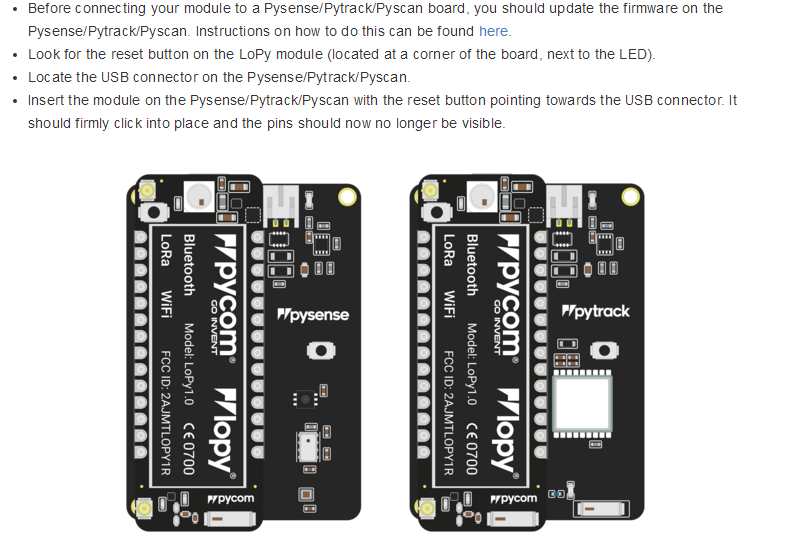 Before connecting your module to a Pysense/Pytrack/Pyscan board, you should update the firmware on the
Pysense/Pytrack/Pyscan. Instructions on how to do this can be found here.
Look for the reset button on the LoPy module (located at a corner of the board, next to the LED).
Locate the USB connector on the Pysense/Pytrack/Pyscan.
Insert the module on the Pysense/Pytrack/Pyscan with the reset button pointing towards the USB connector. It
should firmly click into place and the pins should now no longer be visible.
pycom®
GO INVENT
lopy®
Bluetooth
Model: LoPy1.0
CE0700
LoRa
WiFi
FCC ID: 2AJMTLOPY1R
pycom
pysense
pycom®
GO INVENT
lopy®
Bluetooth
Model: LoPy1.0
CE0700
LoRa
WiFi
FCC ID: 2AJMTLOPY1R
pycom
pytrack